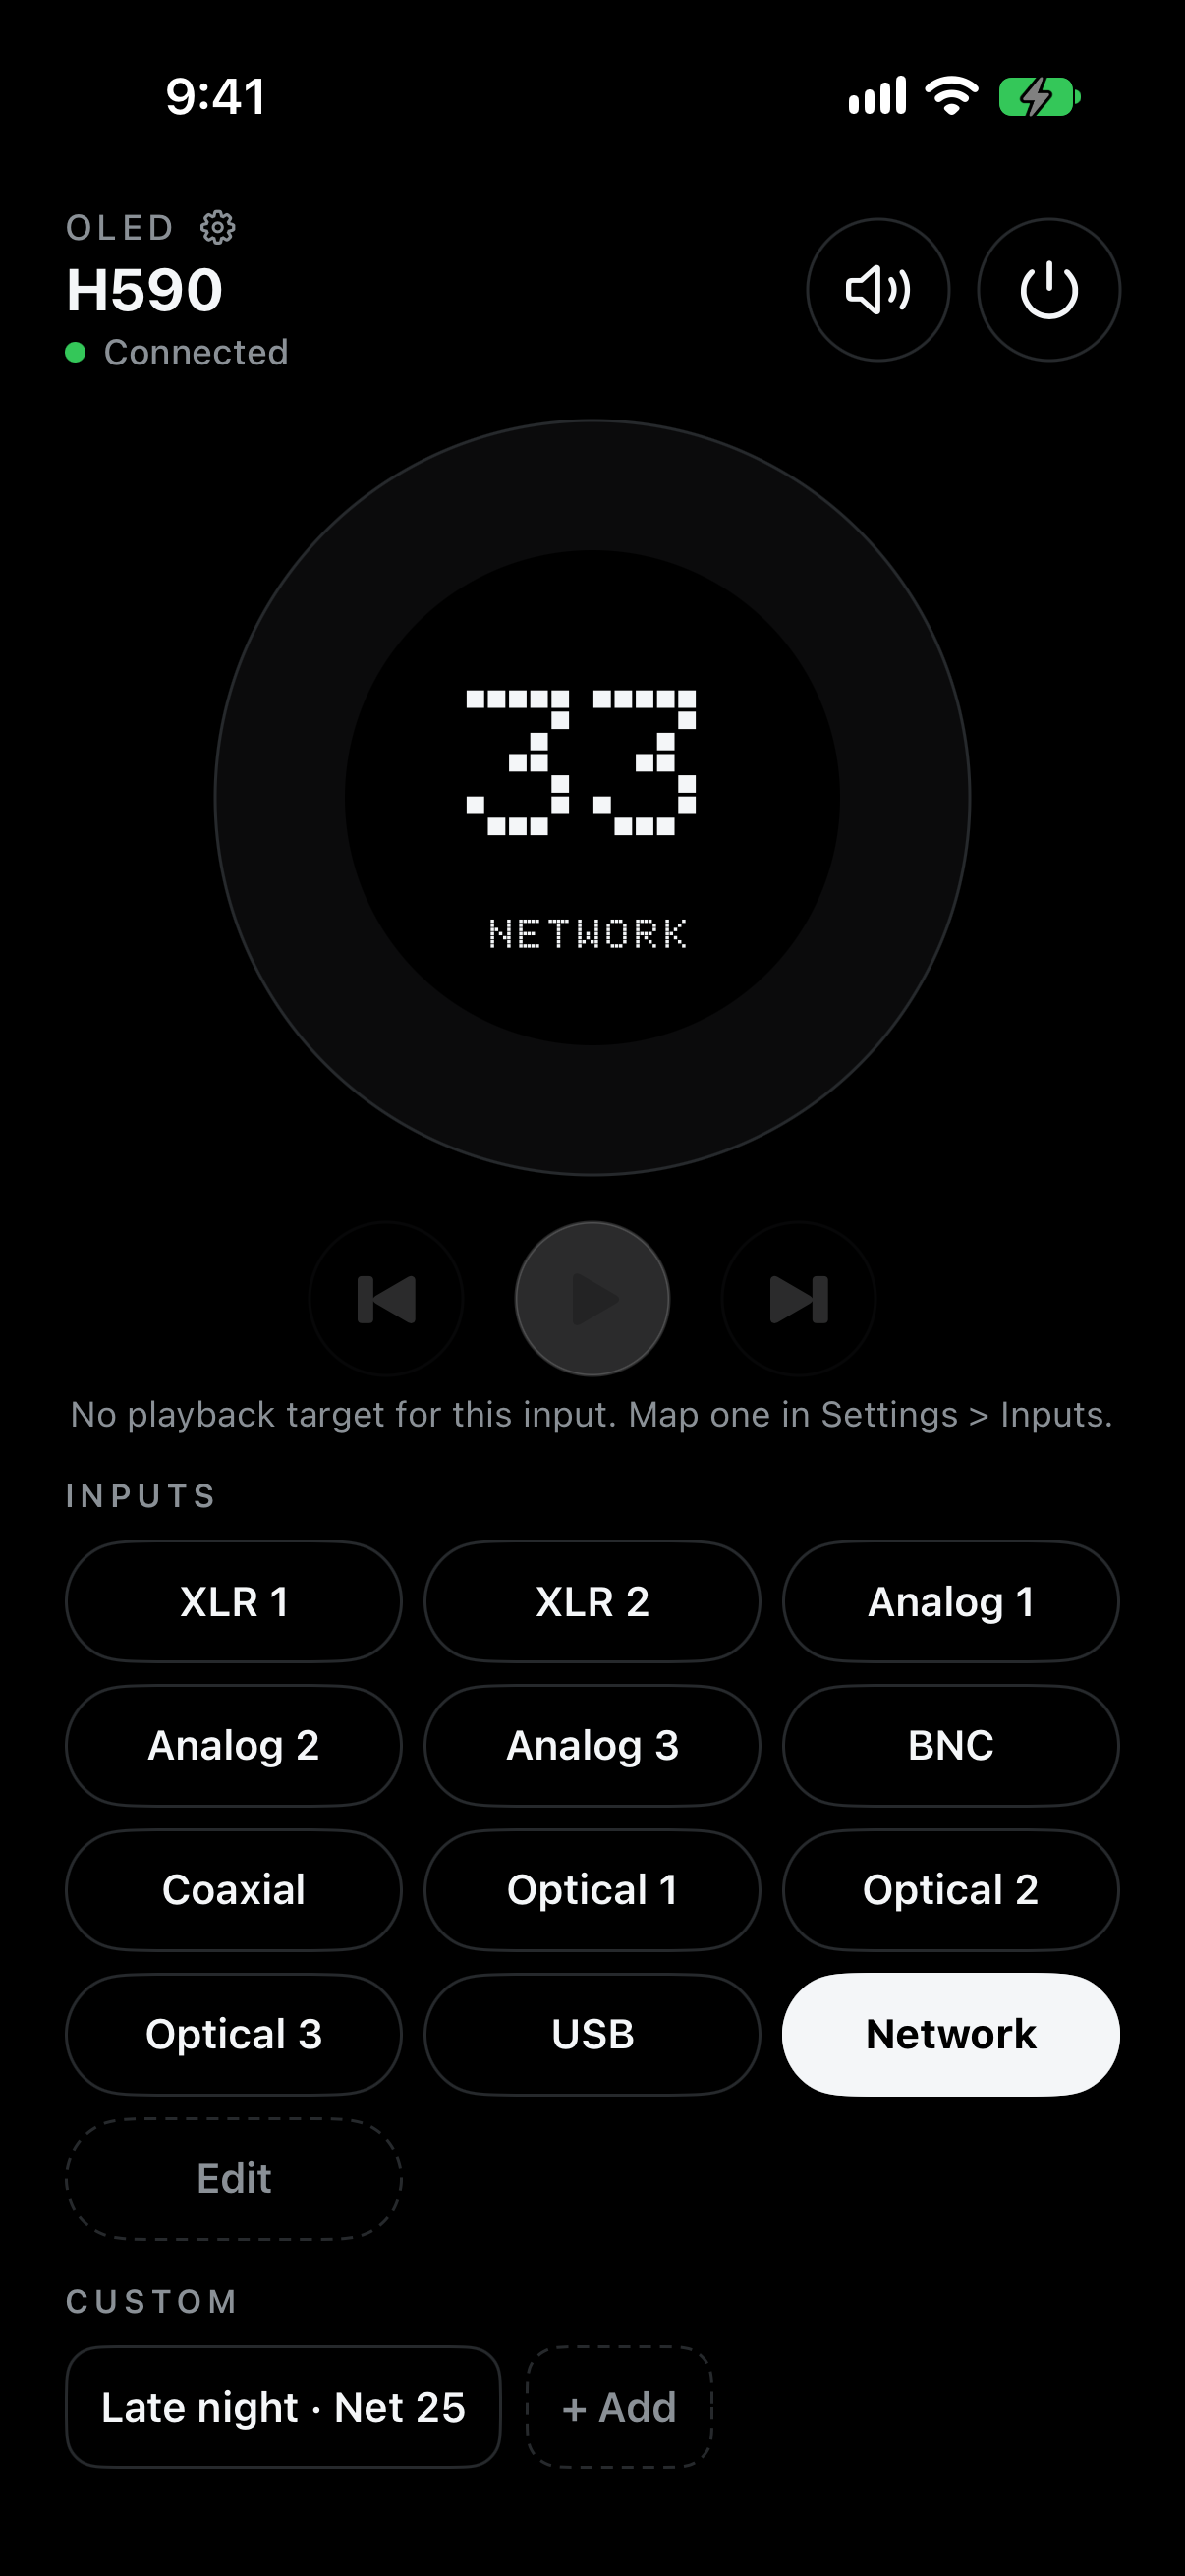 9:41
OLED
H590
Connected
33
NETWORK
No playback target for this input. Map one in Settings > Inputs.
INPUTS
XLR 1 XLR 2 Analog 1
Analog 2 Analog 3 BNC
Coaxial Optical 1 Optical 2
Optical 3 USB Network
Edit
CUSTOM
Late night · Net 25 + Add